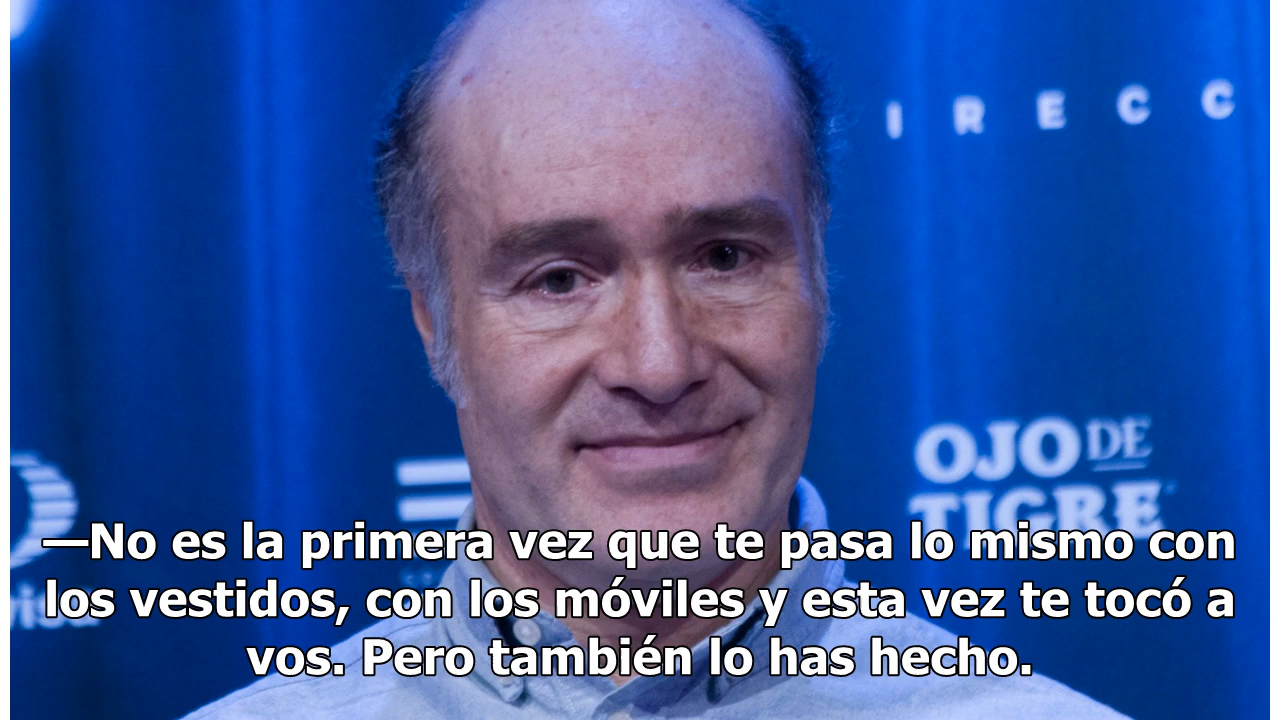 I R E C C
OJO DE
TIGRE
—No es la primera vez que te pasa lo mismo con
los vestidos, con los móviles y esta vez te tocó a
vos. Pero también lo has hecho.